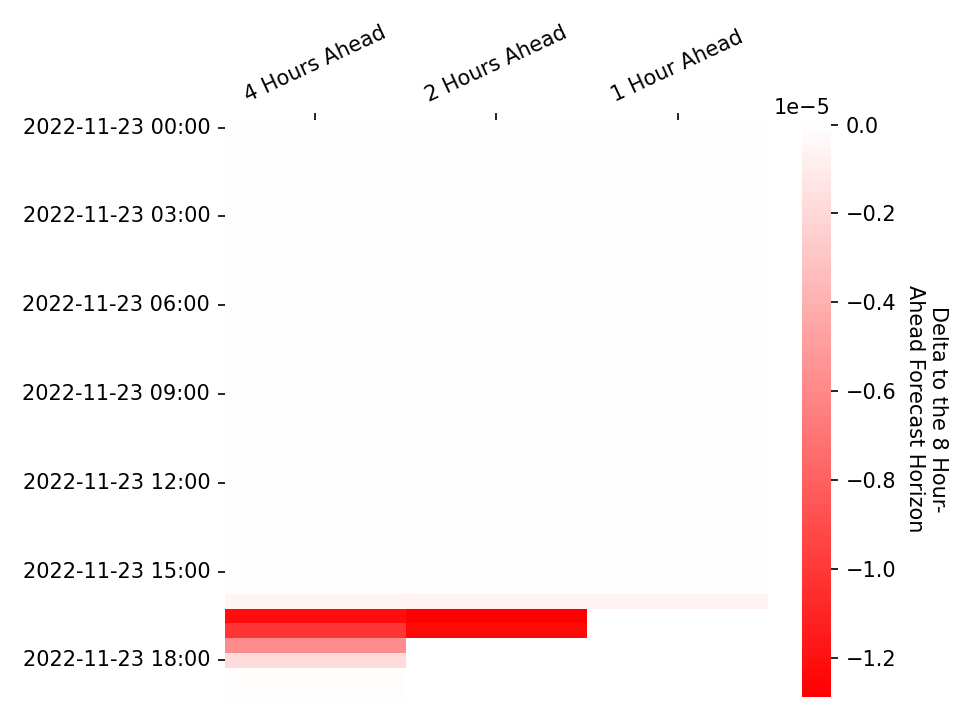 4 Hours Ahead
2 Hours Ahead
1 Hour Ahead
1e−5
2022-11-23 00:00
2022-11-23 03:00
2022-11-23 06:00
2022-11-23 09:00
2022-11-23 12:00
2022-11-23 15:00
2022-11-23 18:00
0.0
−0.2
−0.4
−0.6
−0.8
−1.0
−1.2
Delta to the 8 Hour-
Ahead Forecast Horizon